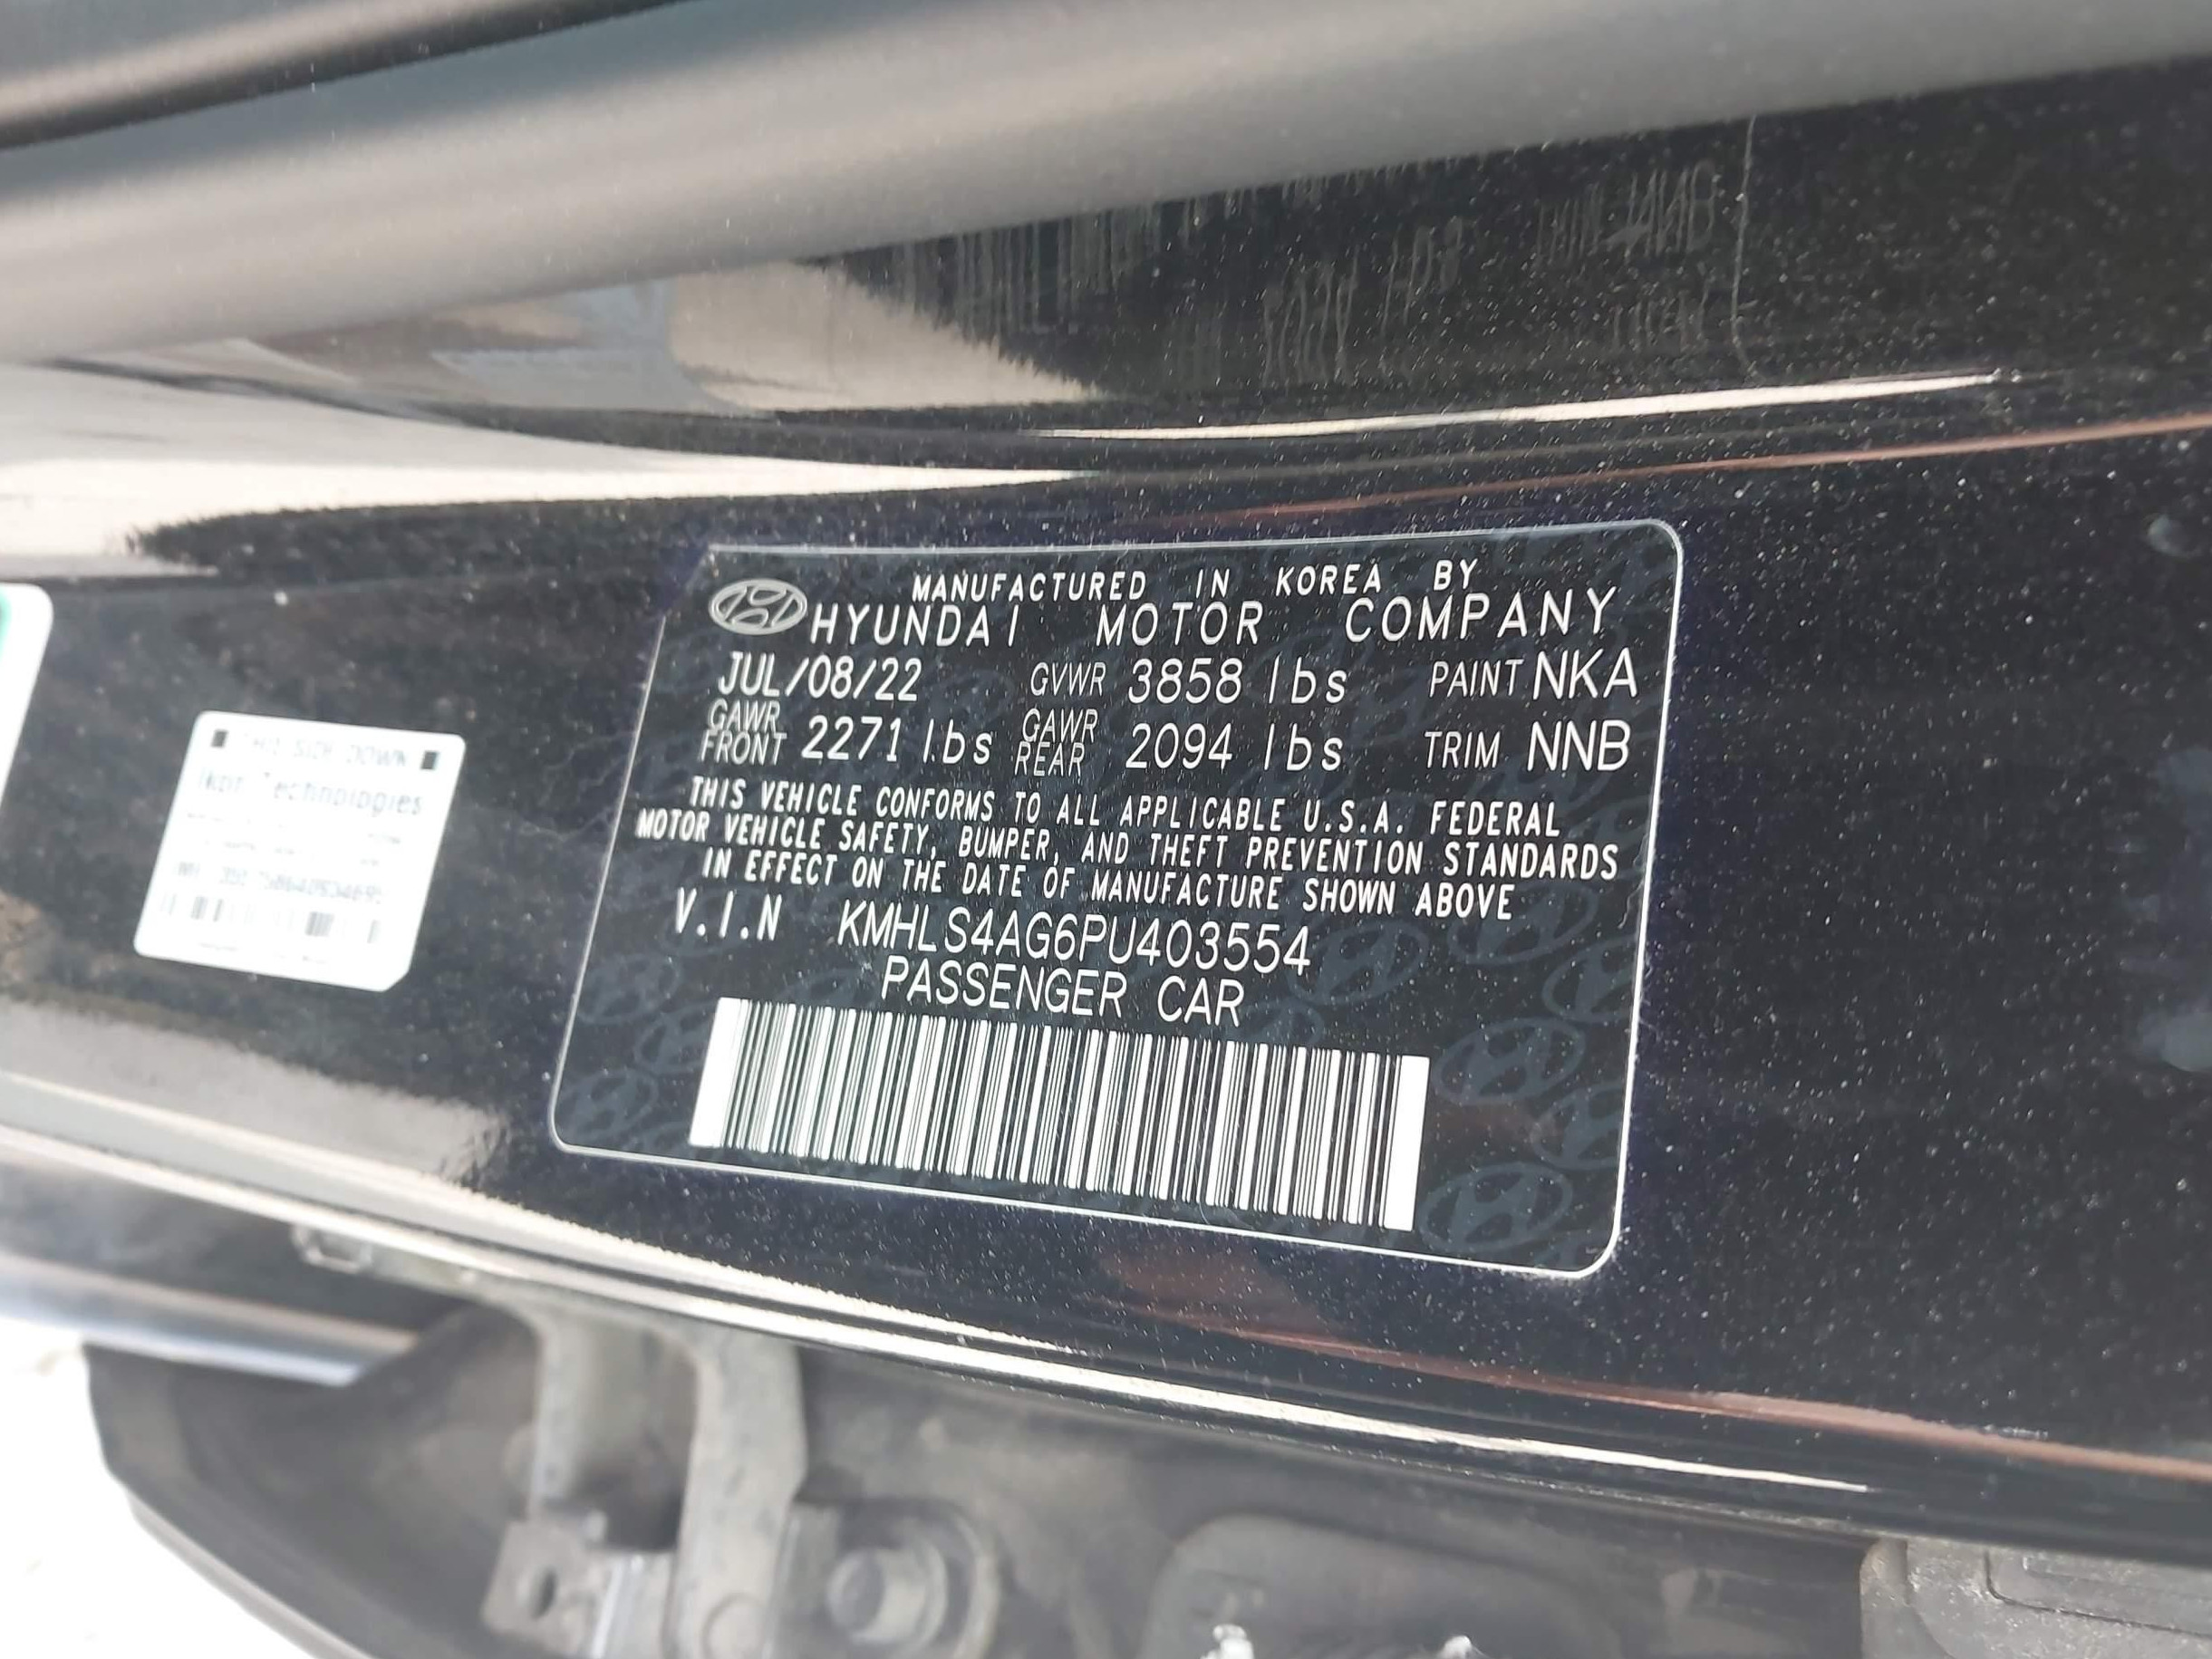 MANUFACTURED IN KOREA BY
HYUNDAI MOTOR COMPANY
JUL/08/22 GVWR 3858 lbs PAINT NKA
GAWR FRONT 2271 lbs GAWR REAR 2094 lbs TRIM NNB
THIS VEHICLE CONFORMS TO ALL APPLICABLE U.S.A. FEDERAL
MOTOR VEHICLE SAFETY, BUMPER, AND THEFT PREVENTION STANDARDS
IN EFFECT ON THE DATE OF MANUFACTURE SHOWN ABOVE
V.I.N KMHLS4AG6PU403554
PASSENGER CAR
SIDE DOWN
Technologies